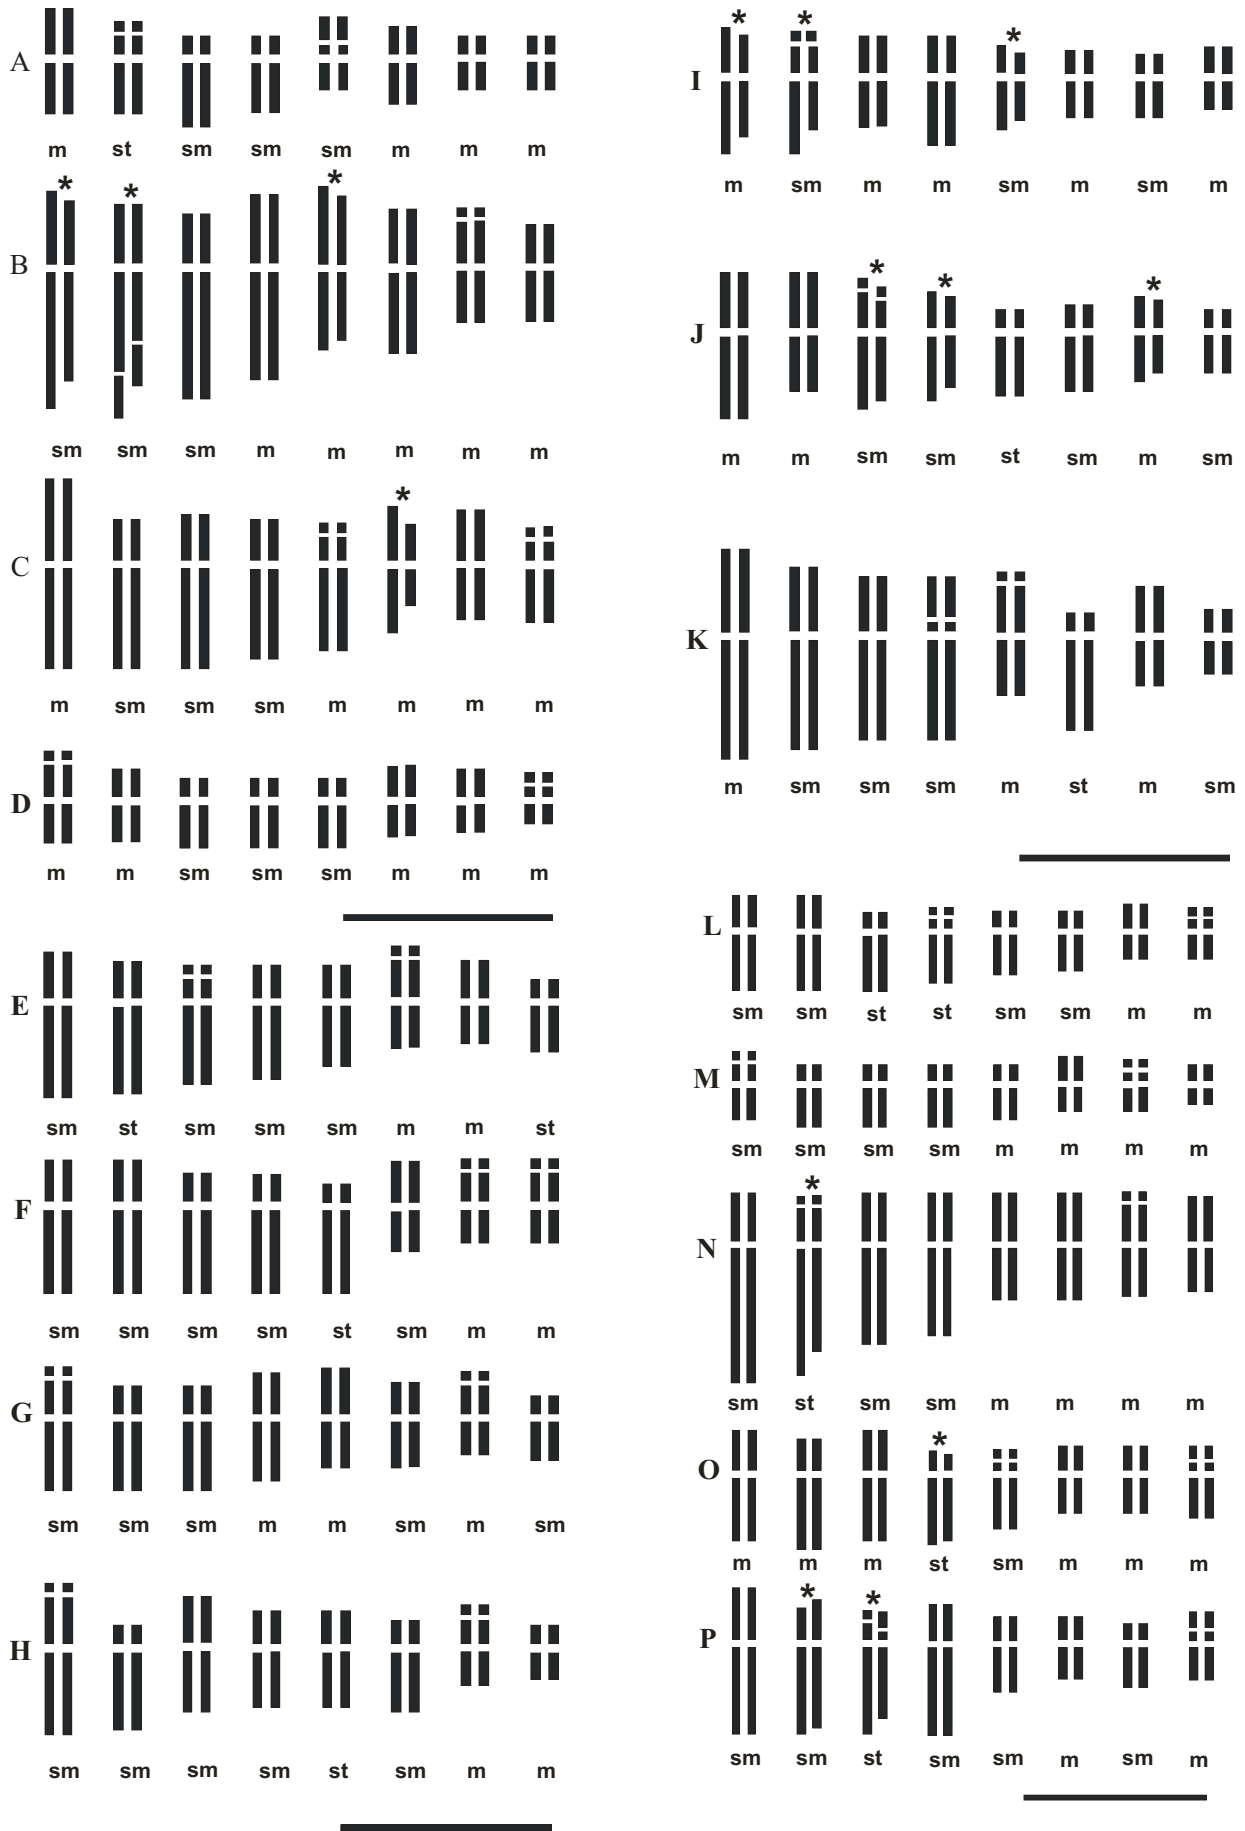 A
m st sm sm sm m m m
* * *
B
sm sm sm m m m m m
*
C
m sm sm sm m m m m
D
m m sm sm sm m m m
E
sm st sm sm sm m m st
F
sm sm sm sm st sm m m
G
sm sm sm m m sm m sm
H
sm sm sm sm st sm m m
* * *
I
m sm m m sm m sm m
* * *
J
m m sm sm st sm m sm
K
m sm sm sm m st m sm
L
sm sm st st sm sm m m
M
sm sm sm sm m m m m
*
N
sm st sm sm m m m m
*
O
m m m st sm m m m
* *
P
sm sm st sm sm m sm m